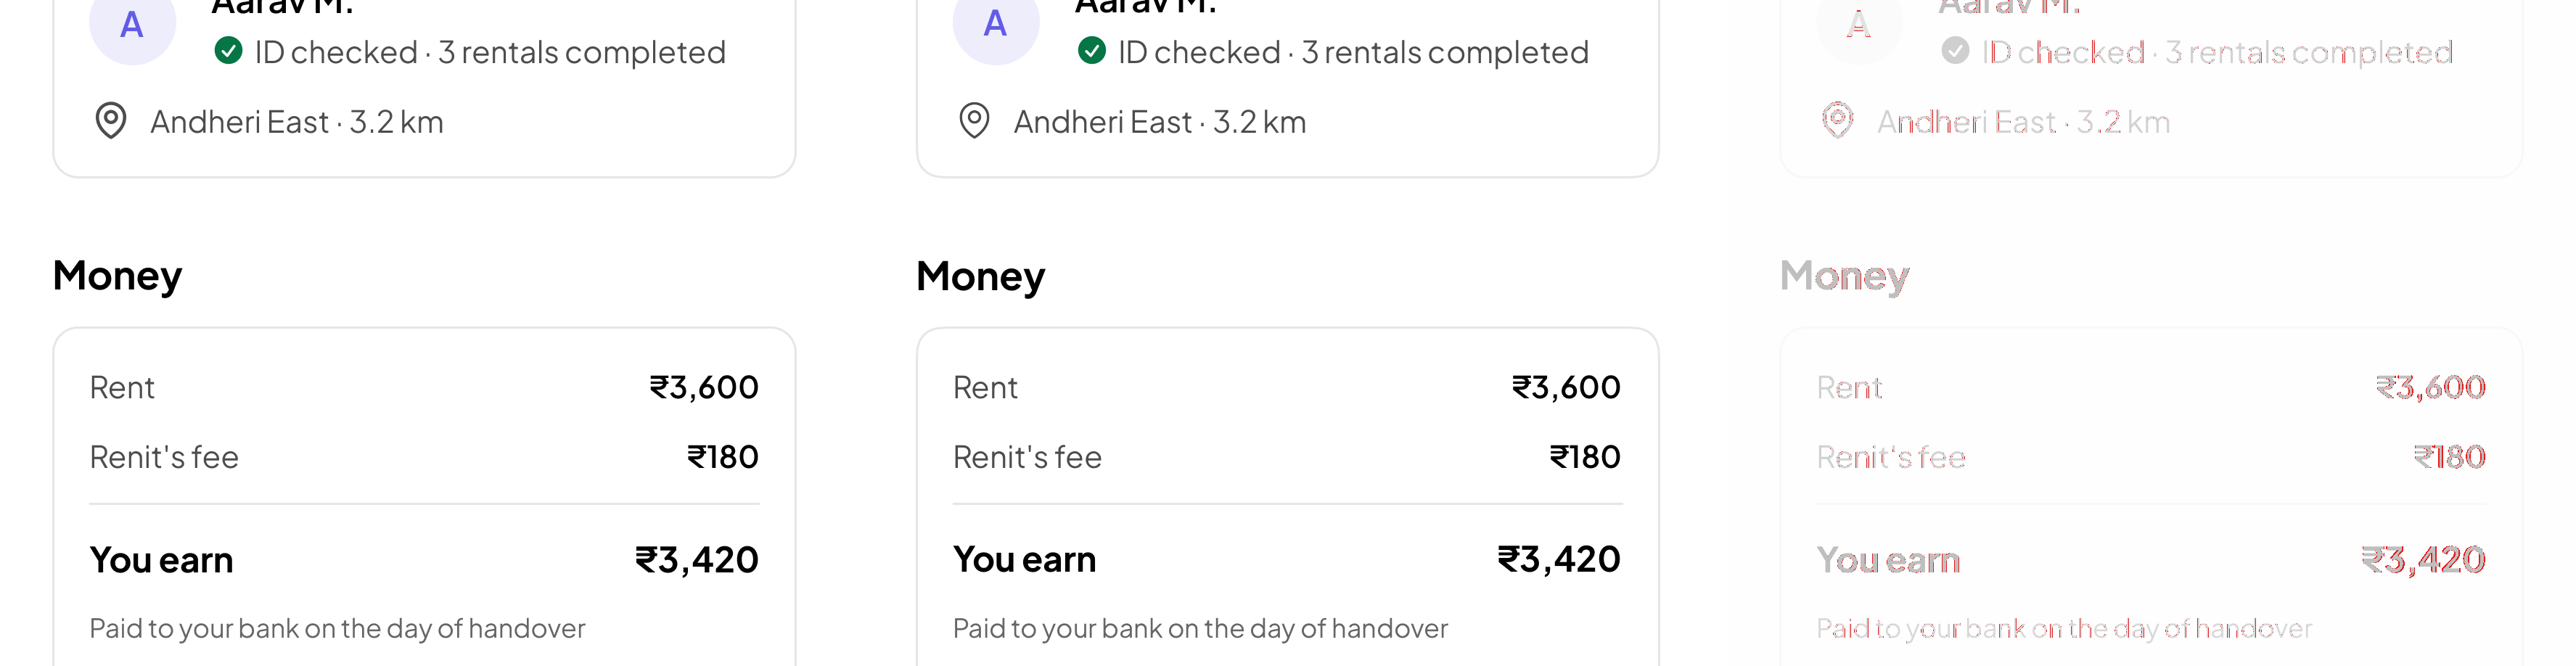 A
Aarav M.
ID checked · 3 rentals completed
Andheri East · 3.2 km
Money
Rent ₹3,600
Renit's fee ₹180
You earn ₹3,420
Paid to your bank on the day of handover
A
Aarav M.
ID checked · 3 rentals completed
Andheri East · 3.2 km
Money
Rent ₹3,600
Renit's fee ₹180
You earn ₹3,420
Paid to your bank on the day of handover
A
Aarav M.
ID checked · 3 rentals completed
Andheri East · 3.2 km
Money
Rent ₹3,600
Renit's fee ₹180
You earn ₹3,420
Paid to your bank on the day of handover